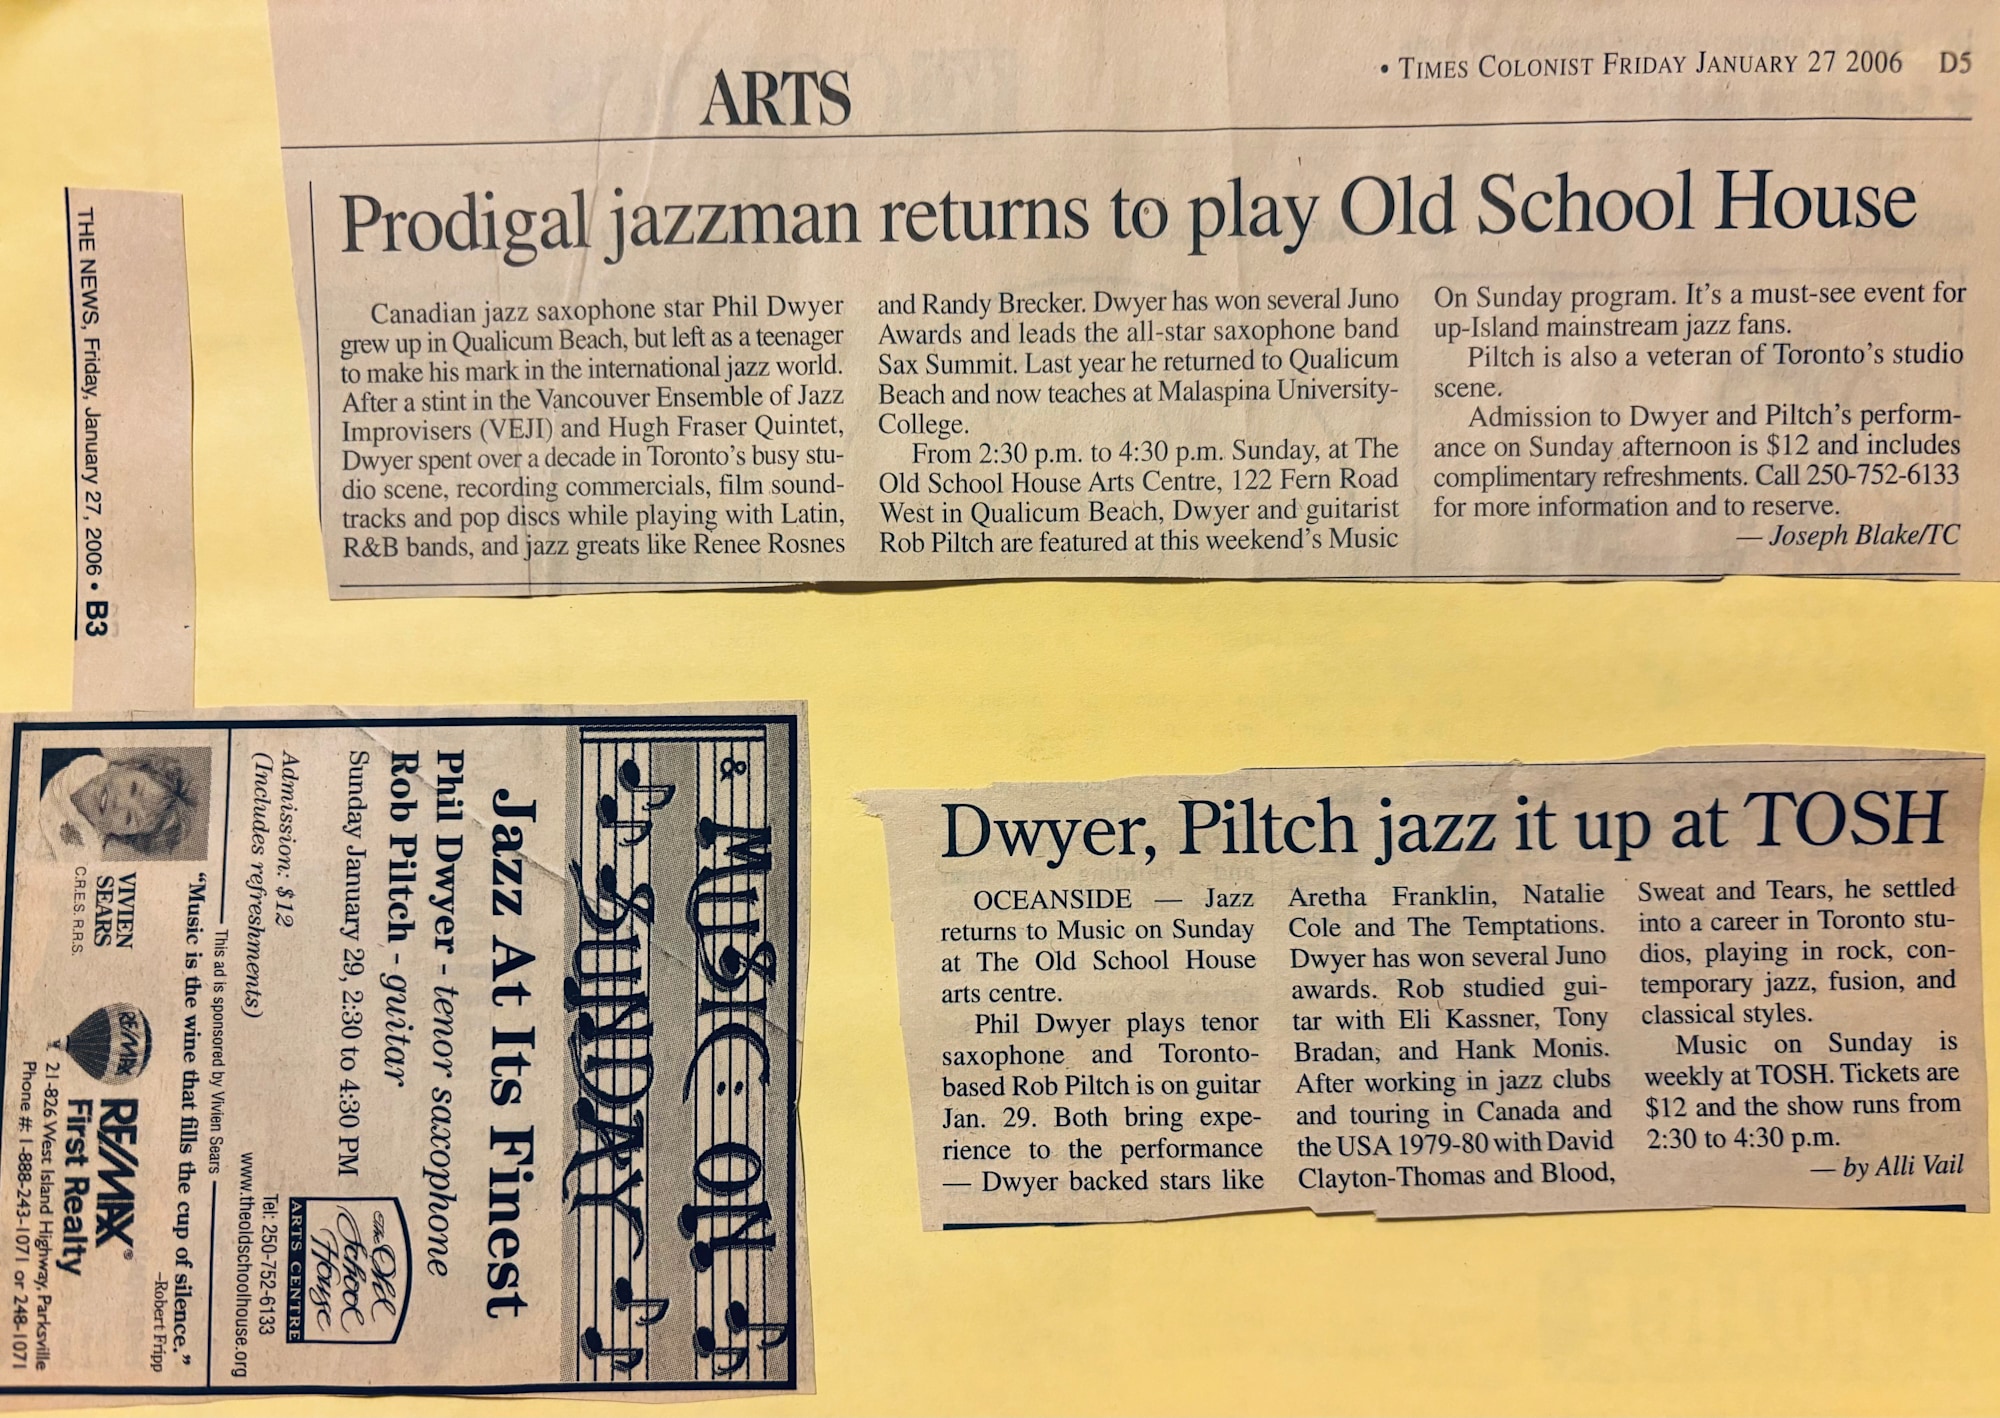 ARTS
• TIMES COLONIST FRIDAY JANUARY 27 2006 D5
Prodigal jazzman returns to play Old School House
Canadian jazz saxophone star Phil Dwyer
grew up in Qualicum Beach, but left as a teenager
to make his mark in the international jazz world.
After a stint in the Vancouver Ensemble of Jazz
Improvisers (VEJI) and Hugh Fraser Quintet,
Dwyer spent over a decade in Toronto's busy stu-
dio scene, recording commercials, film sound-
tracks and pop discs while playing with Latin,
R&B bands, and jazz greats like Renee Rosnes
and Randy Brecker. Dwyer has won several Juno
Awards and leads the all-star saxophone band
Sax Summit. Last year he returned to Qualicum
Beach and now teaches at Malaspina University-
College.
From 2:30 p.m. to 4:30 p.m. Sunday, at The
Old School House Arts Centre, 122 Fern Road
West in Qualicum Beach, Dwyer and guitarist
Rob Piltch are featured at this weekend's Music
On Sunday program. It's a must-see event for
up-Island mainstream jazz fans.
Piltch is also a veteran of Toronto's studio
scene.
Admission to Dwyer and Piltch's perform-
ance on Sunday afternoon is $12 and includes
complimentary refreshments. Call 250-752-6133
for more information and to reserve.
— Joseph Blake/TC
THE NEWS, Friday, January 27, 2006 • B3
& MUSIC ON
SUNDAY
Jazz At Its Finest
Phil Dwyer - tenor saxophone
Rob Piltch - guitar
Sunday January 29, 2:30 to 4:30 PM
Admission: $12
(Includes refreshments)
The Old
School
House
ARTS CENTRE
Tel: 250-752-6133
www.theoldschoolhouse.org
This ad is sponsored by Vivien Sears
"Music is the wine that fills the cup of silence."
–Robert Fripp
VIVIEN
SEARS
C.R.E.S. R.R.S.
RE/MAX
RE/MAX®
First Realty
21-826 West Island Highway, Parksville
Phone #: 1-888-243-1071 or 248-1071
Dwyer, Piltch jazz it up at TOSH
OCEANSIDE — Jazz
returns to Music on Sunday
at The Old School House
arts centre.
Phil Dwyer plays tenor
saxophone and Toronto-
based Rob Piltch is on guitar
Jan. 29. Both bring expe-
rience to the performance
— Dwyer backed stars like
Aretha Franklin, Natalie
Cole and The Temptations.
Dwyer has won several Juno
awards. Rob studied gui-
tar with Eli Kassner, Tony
Bradan, and Hank Monis.
After working in jazz clubs
and touring in Canada and
the USA 1979-80 with David
Clayton-Thomas and Blood,
Sweat and Tears, he settled
into a career in Toronto stu-
dios, playing in rock, con-
temporary jazz, fusion, and
classical styles.
Music on Sunday is
weekly at TOSH. Tickets are
$12 and the show runs from
2:30 to 4:30 p.m.
— by Alli Vail